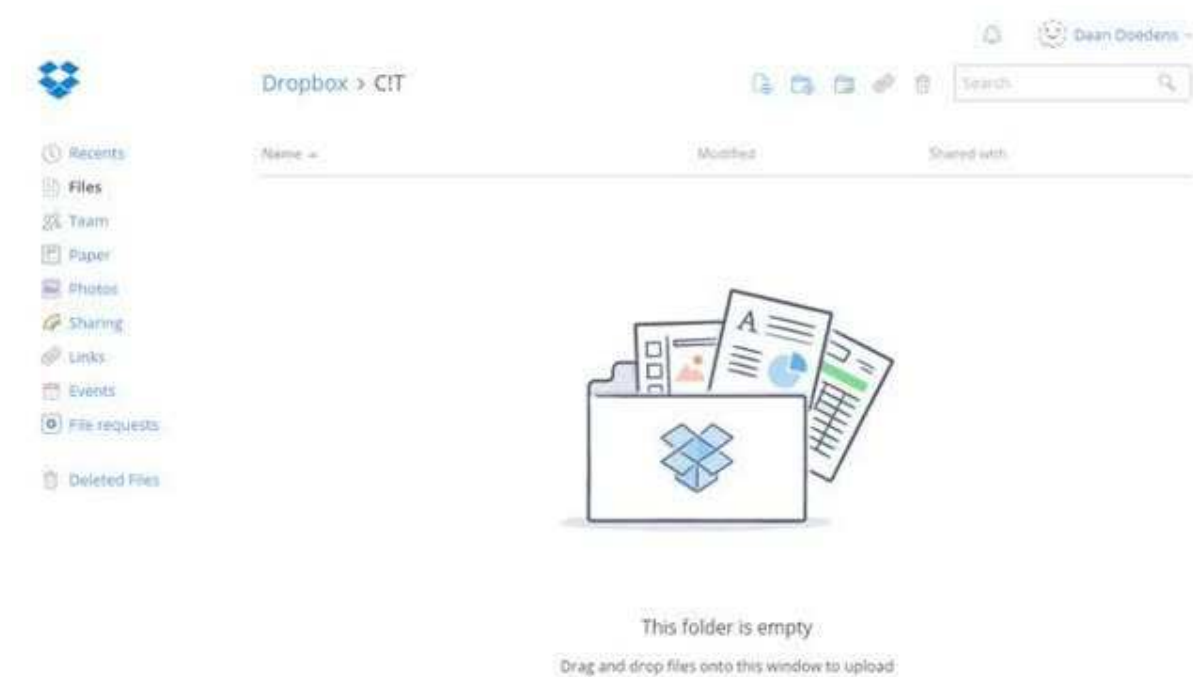 Daan Doedens
Dropbox > C!T
Search
Name
Modified
Shared with
Recents
Files
Team
Paper
Photos
Sharing
Links
Events
File requests
Deleted Files
A
This folder is empty
Drag and drop files onto this window to upload